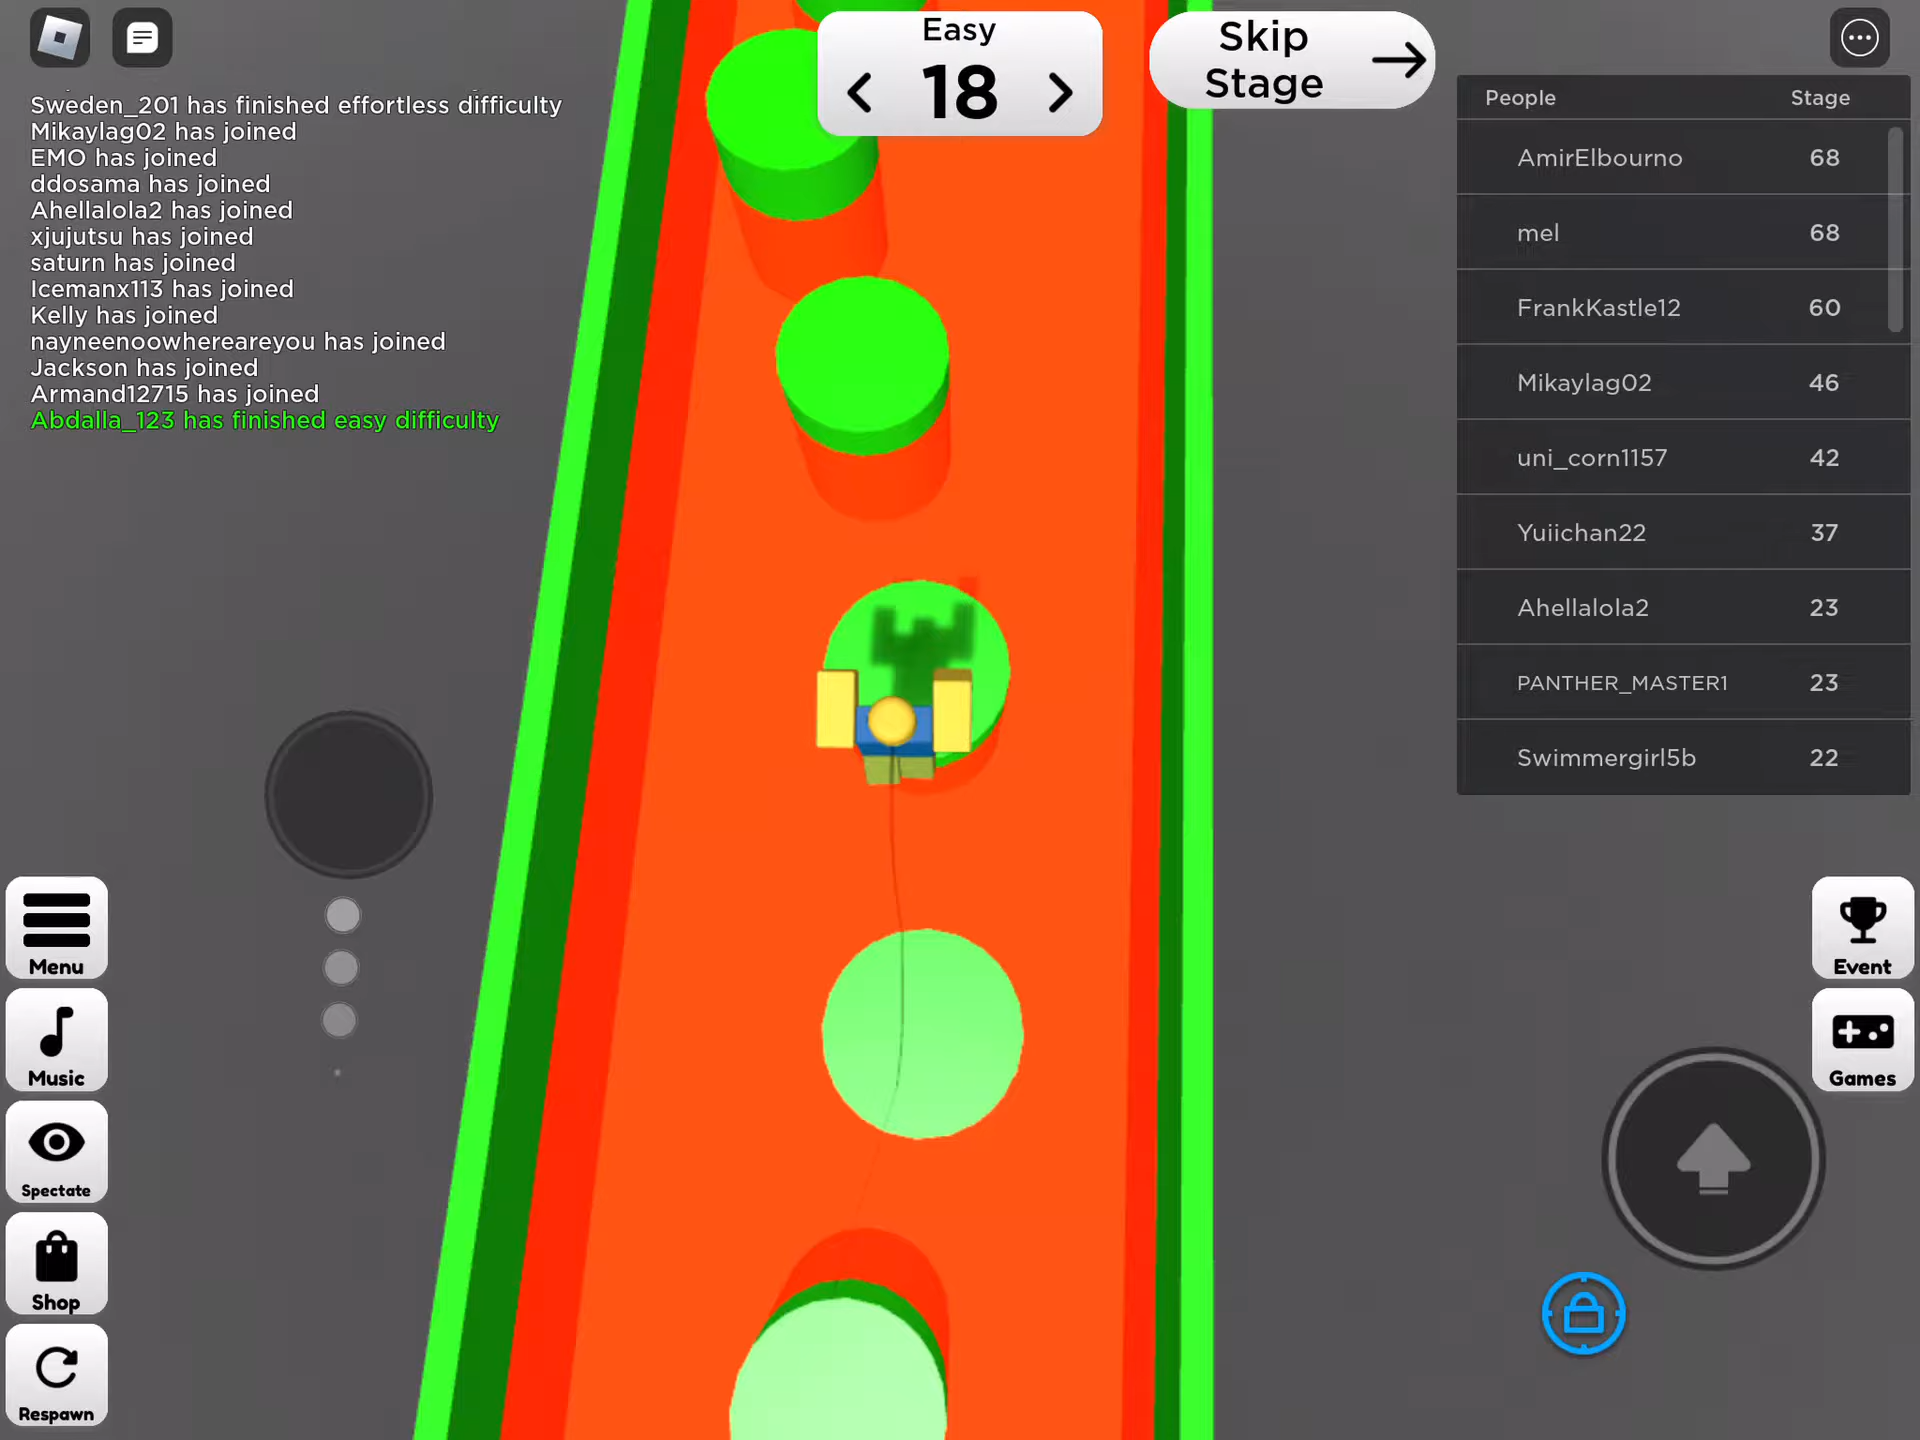 Sweden_201 has finished effortless difficulty
Mikaylag02 has joined
EMO has joined
ddosama has joined
Ahellalola2 has joined
xjujutsu has joined
saturn has joined
Icemanx113 has joined
Kelly has joined
nayneenoowhereareyou has joined
Jackson has joined
Armand12715 has joined
Abdalla_123 has finished easy difficulty
Easy
< 18 >
Skip
Stage
People Stage
AmirElbourno 68
mel 68
FrankKastle12 60
Mikaylag02 46
uni_corn1157 42
Yuiichan22 37
Ahellalola2 23
PANTHER_MASTER1 23
Swimmergirl5b 22
Menu
Music
Spectate
Shop
Respawn
Event
Games